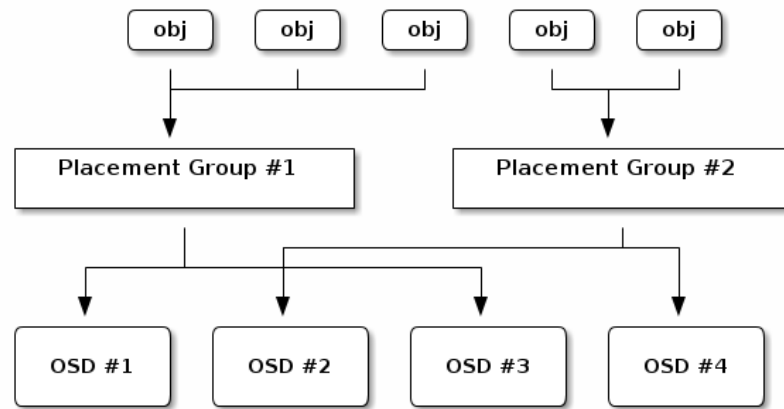 obj obj obj obj obj
Placement Group #1 Placement Group #2
OSD #1 OSD #2 OSD #3 OSD #4